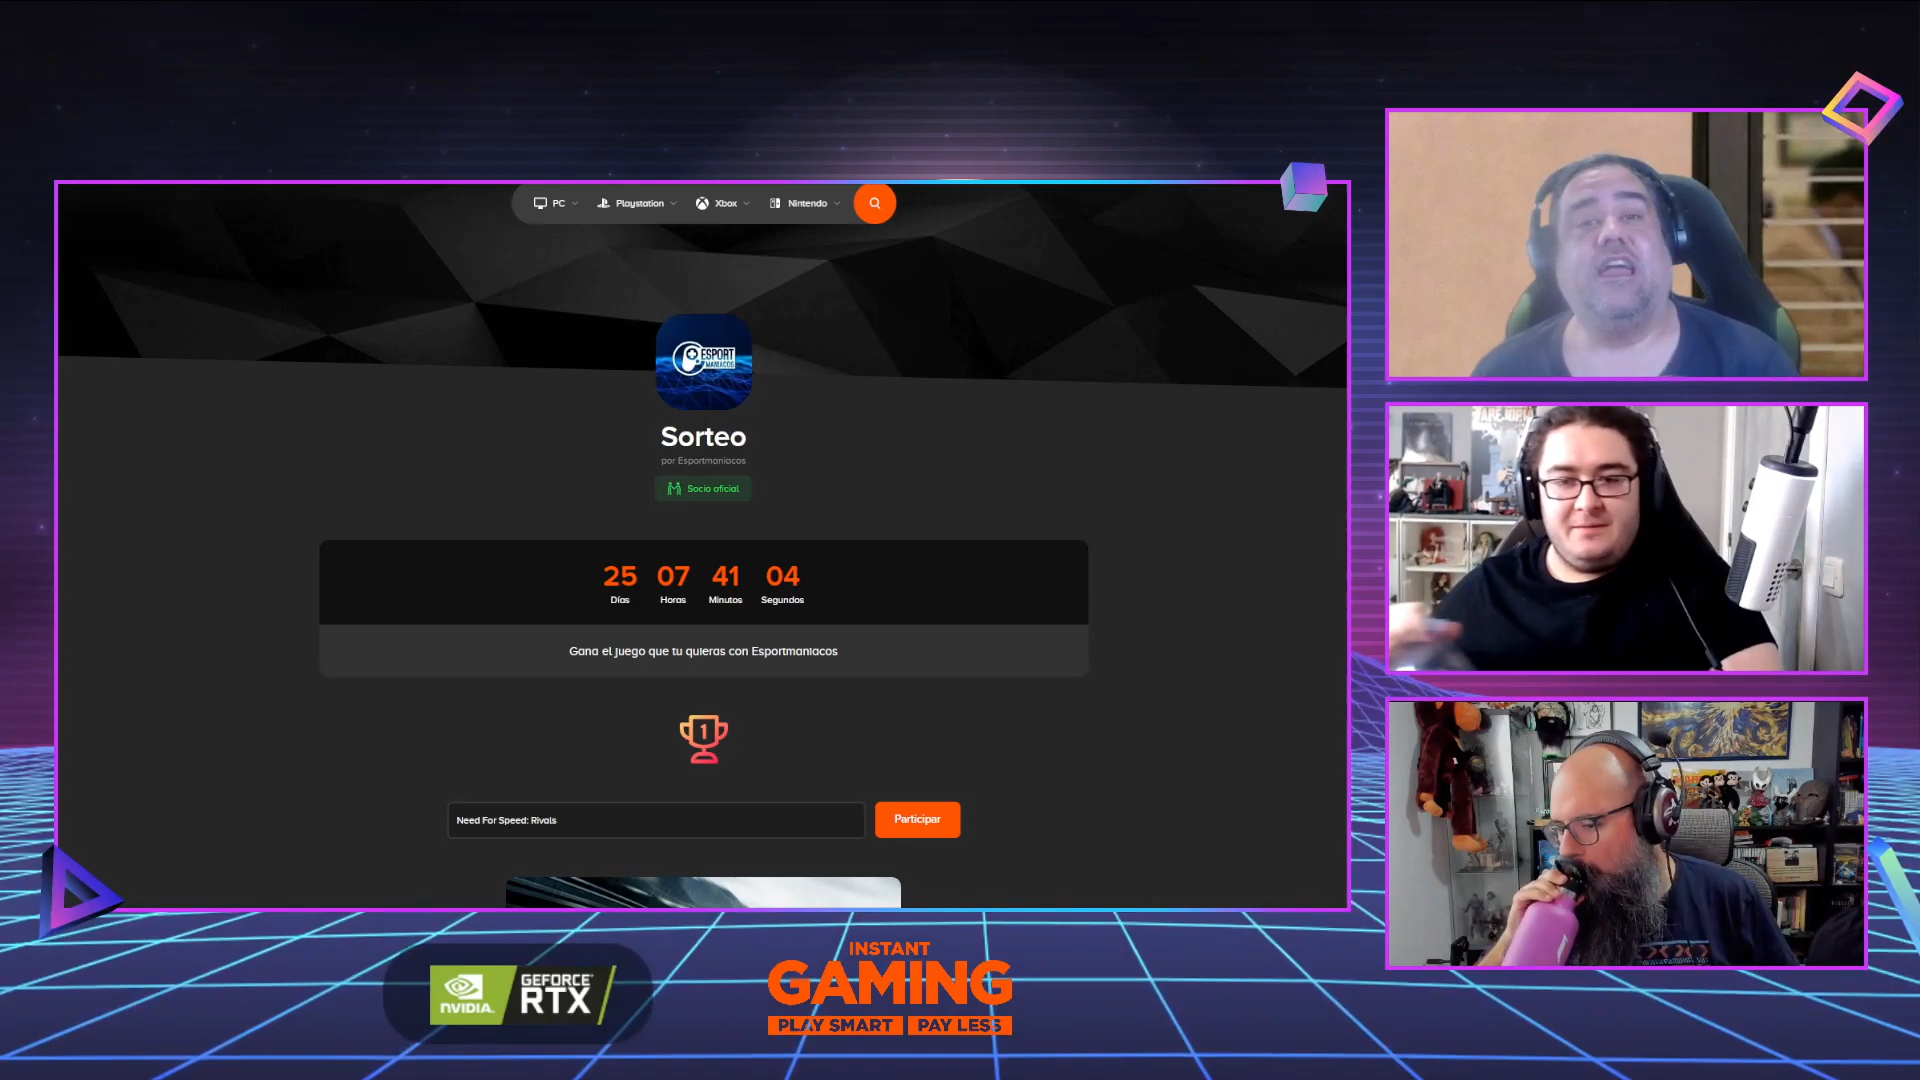 PC
Playstation
Xbox
Nintendo
ESPORT
MANIACOS
Sorteo
por Esportmaniacos
Socio oficial
25 07 41 04
Días Horas Minutos Segundos
Gana el juego que tu quieras con Esportmaniacos
1
Need For Speed: Rivals
Participar
NVIDIA.
GEFORCE
RTX
INSTANT
GAMING
PLAY SMART PAY LESS